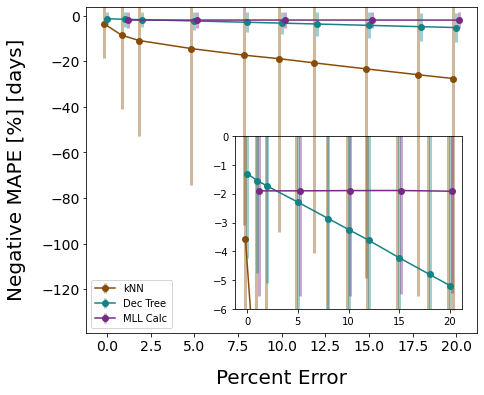 Negative MAPE [%] [days]
0
−20
−40
−60
−80
−100
−120
0
−1
−2
−3
−4
−5
−6
0 5 10 15 20
kNN
Dec Tree
MLL Calc
0.0 2.5 5.0 7.5 10.0 12.5 15.0 17.5 20.0
Percent Error